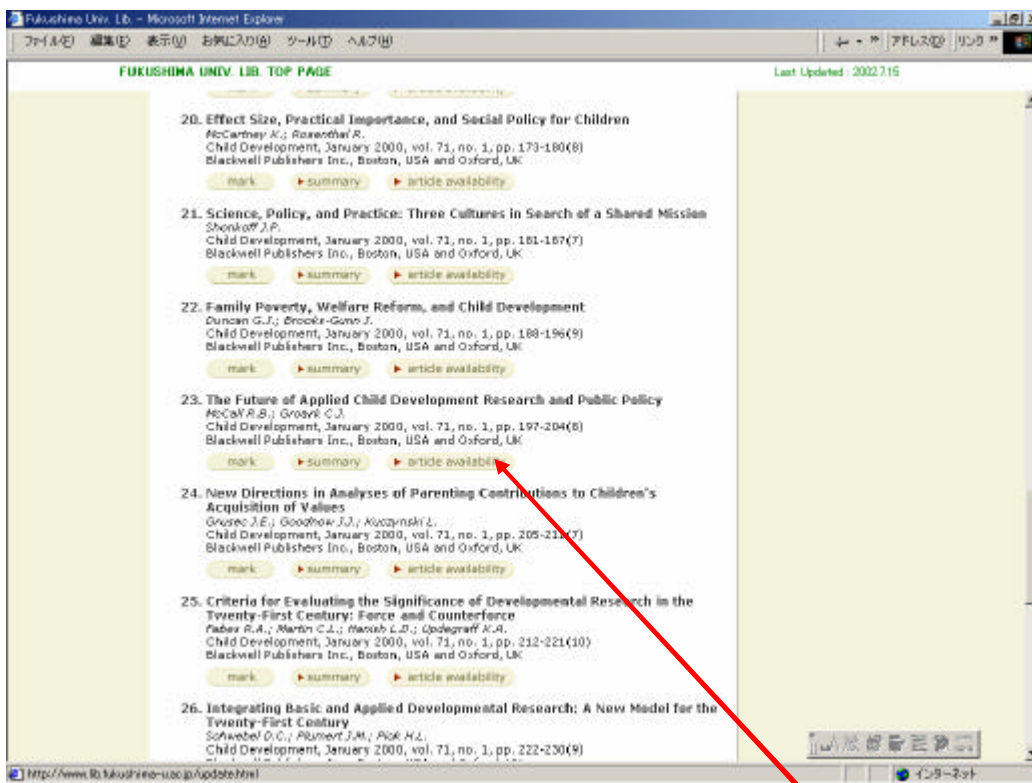 Fukushima Univ. Lib. - Microsoft Internet Explorer
ファイル(F) 編集(E) 表示(V) お気に入り(A) ツール(T) ヘルプ(H) アドレス(D) リンク »
FUKUSHIMA UNIV. LIB. TOP PAGE Last Updated : 2002.7.15
20. Effect Size, Practical Importance, and Social Policy for Children
McCartney K.; Rosenthal R.
Child Development, January 2000, vol. 71, no. 1, pp. 173-180(8)
Blackwell Publishers Inc., Boston, USA and Oxford, UK
mark summary article availability
21. Science, Policy, and Practice: Three Cultures in Search of a Shared Mission
Shonkoff J.P.
Child Development, January 2000, vol. 71, no. 1, pp. 181-187(7)
Blackwell Publishers Inc., Boston, USA and Oxford, UK
mark summary article availability
22. Family Poverty, Welfare Reform, and Child Development
Duncan G.J.; Brooks-Gunn J.
Child Development, January 2000, vol. 71, no. 1, pp. 188-196(9)
Blackwell Publishers Inc., Boston, USA and Oxford, UK
mark summary article availability
23. The Future of Applied Child Development Research and Public Policy
McCall R.B.; Groark C.J.
Child Development, January 2000, vol. 71, no. 1, pp. 197-204(8)
Blackwell Publishers Inc., Boston, USA and Oxford, UK
mark summary article availability
24. New Directions in Analyses of Parenting Contributions to Children's
Acquisition of Values
Grusec J.E.; Goodnow J.J.; Kuczynski L.
Child Development, January 2000, vol. 71, no. 1, pp. 205-211(7)
Blackwell Publishers Inc., Boston, USA and Oxford, UK
mark summary article availability
25. Criteria for Evaluating the Significance of Developmental Research in the
Twenty-First Century: Force and Counterforce
Fabes R.A.; Martin C.L.; Hanish L.D.; Updegraff K.A.
Child Development, January 2000, vol. 71, no. 1, pp. 212-221(10)
Blackwell Publishers Inc., Boston, USA and Oxford, UK
mark summary article availability
26. Integrating Basic and Applied Developmental Research: A New Model for the
Twenty-First Century
Schwebel D.C.; Plumert J.M.; Pick H.L.
Child Development, January 2000, vol. 71, no. 1, pp. 222-230(9)
http://www.lib.fukushima-u.ac.jp/update.html インターネット